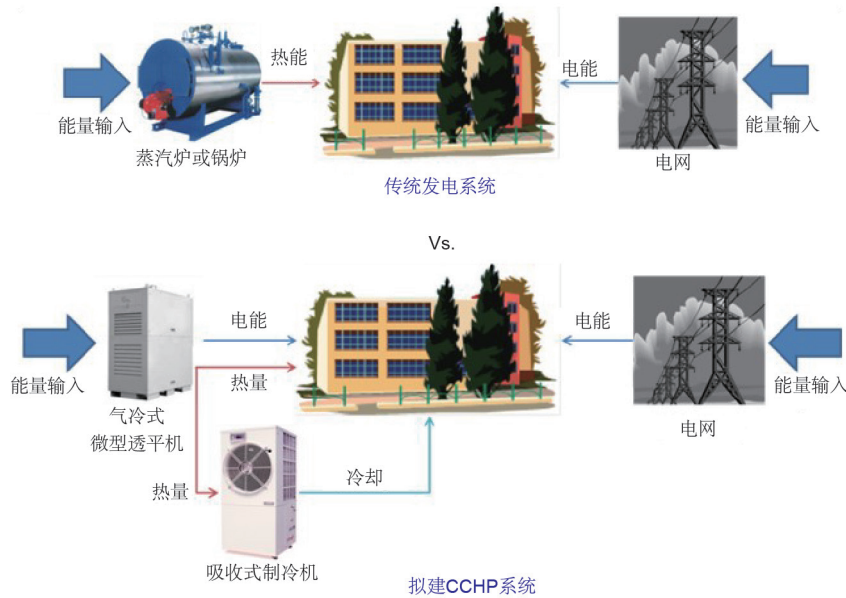 热能
电能
能量输入
能量输入
蒸汽炉或锅炉
电网
传统发电系统
Vs.
电能
电能
热量
能量输入
能量输入
气冷式
微型透平机
电网
冷却
热量
吸收式制冷机
拟建CCHP系统